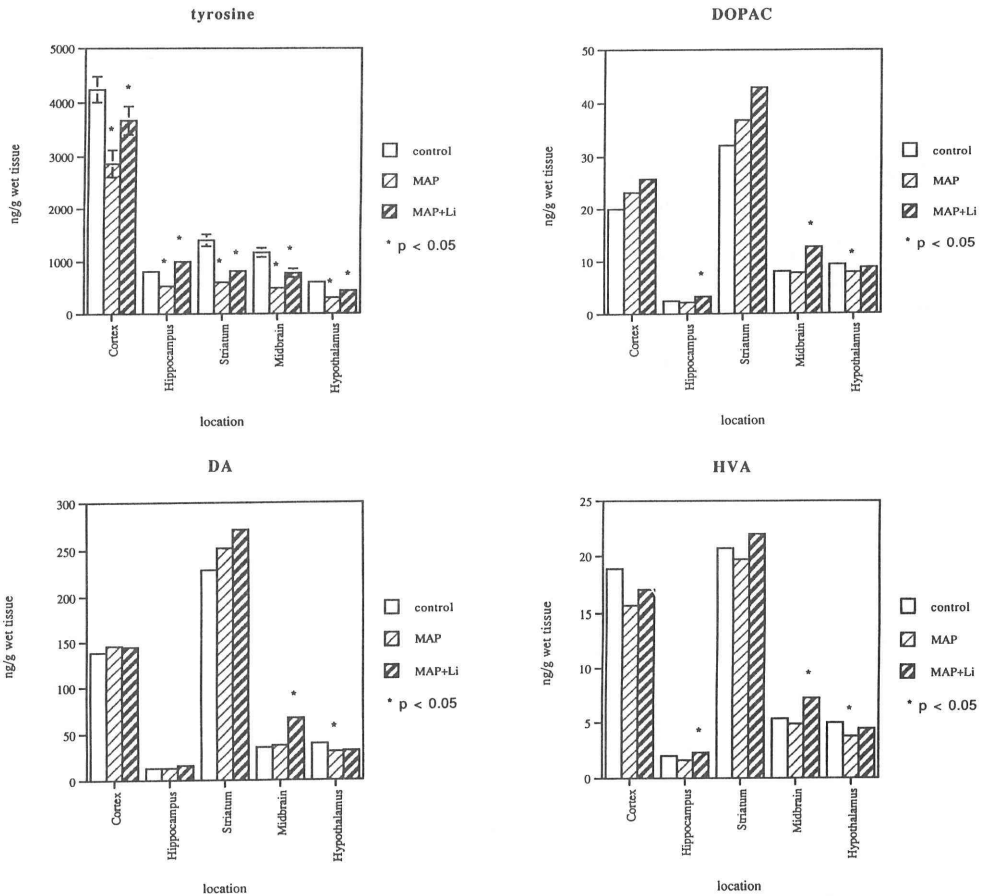 tyrosine
5000
4000
3000
2000
1000
0
ng/g wet tissue
* * *
* * * * * * * *
Cortex
Hippocampus
Striatum
Midbrain
Hypothalamus
location
control
MAP
MAP+Li
* p < 0.05
DOPAC
50
40
30
20
10
0
ng/g wet tissue
* * *
Cortex
Hippocampus
Striatum
Midbrain
Hypothalamus
location
control
MAP
MAP+Li
* p < 0.05
DA
300
250
200
150
100
50
0
ng/g wet tissue
* *
Cortex
Hippocampus
Striatum
Midbrain
Hypothalamus
location
control
MAP
MAP+Li
* p < 0.05
HVA
25
20
15
10
5
0
ng/g wet tissue
* * *
Cortex
Hippocampus
Striatum
Midbrain
Hypothalamus
location
control
MAP
MAP+Li
* p < 0.05